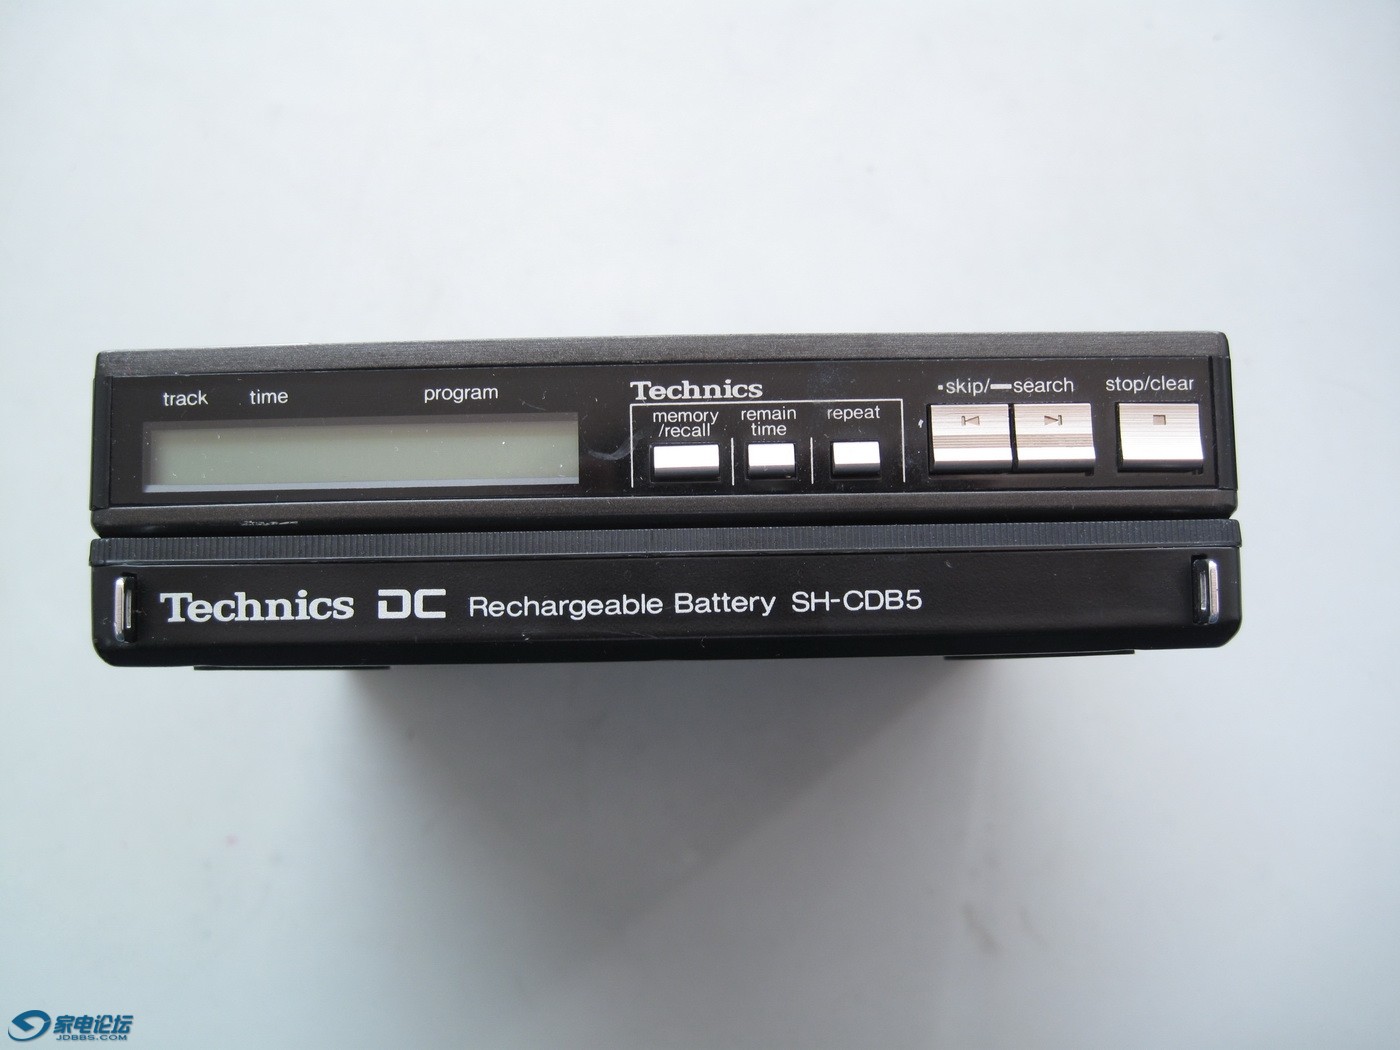 track time program
Technics
memory
/recall
remain
time
repeat
·skip/—search
stop/clear
Technics DC Rechargeable Battery SH-CDB5
家电论坛
JDBBS.COM